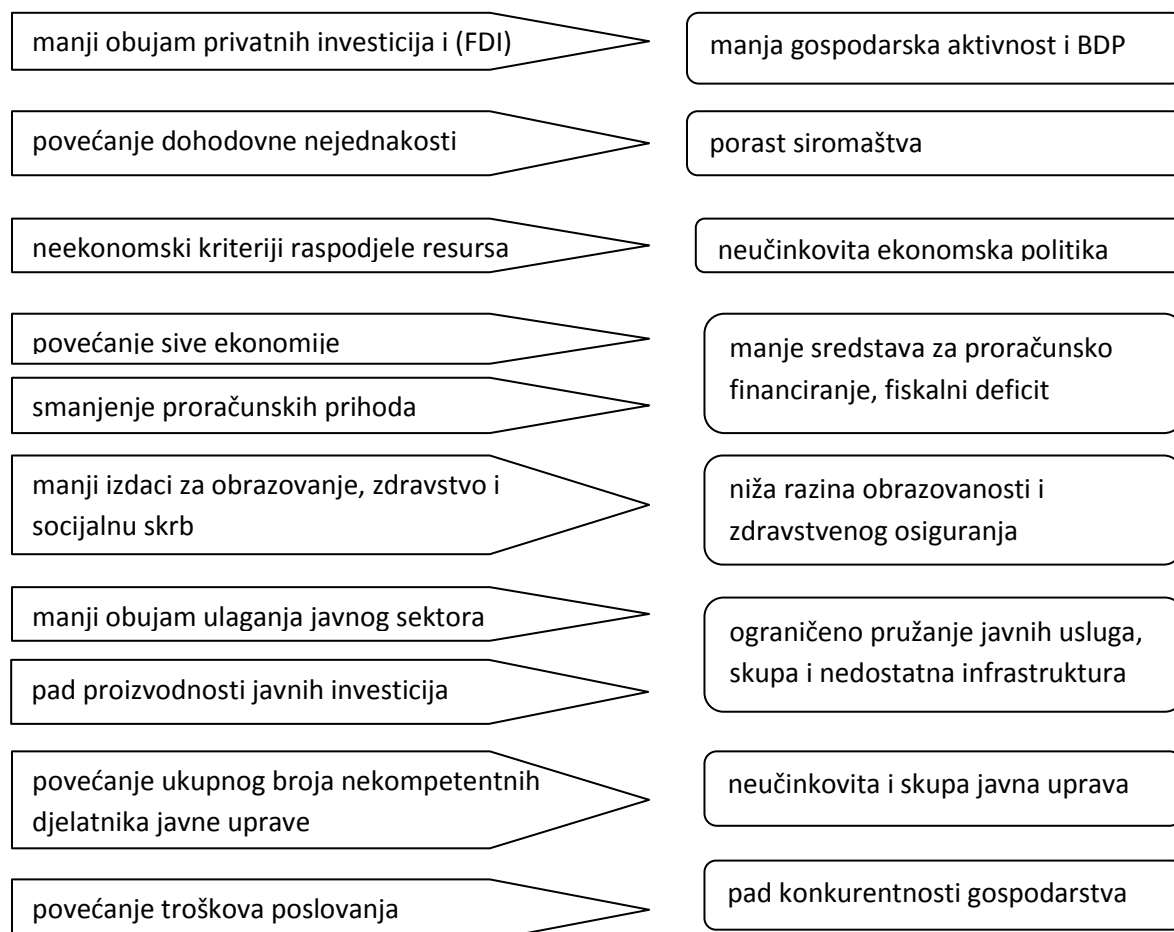 manji obujam privatnih investicija i (FDI)
manja gospodarska aktivnost i BDP
povećanje dohodovne nejednakosti
porast siromaštva
neekonomski kriteriji raspodjele resursa
neučinkovita ekonomska politika
povećanje sive ekonomije
smanjenje proračunskih prihoda
manje sredstava za proračunsko
financiranje, fiskalni deficit
manji izdaci za obrazovanje, zdravstvo i
socijalnu skrb
niža razina obrazovanosti i
zdravstvenog osiguranja
manji obujam ulaganja javnog sektora
pad proizvodnosti javnih investicija
ograničeno pružanje javnih usluga,
skupa i nedostatna infrastruktura
povećanje ukupnog broja nekompetentnih
djelatnika javne uprave
neučinkovita i skupa javna uprava
povećanje troškova poslovanja
pad konkurentnosti gospodarstva